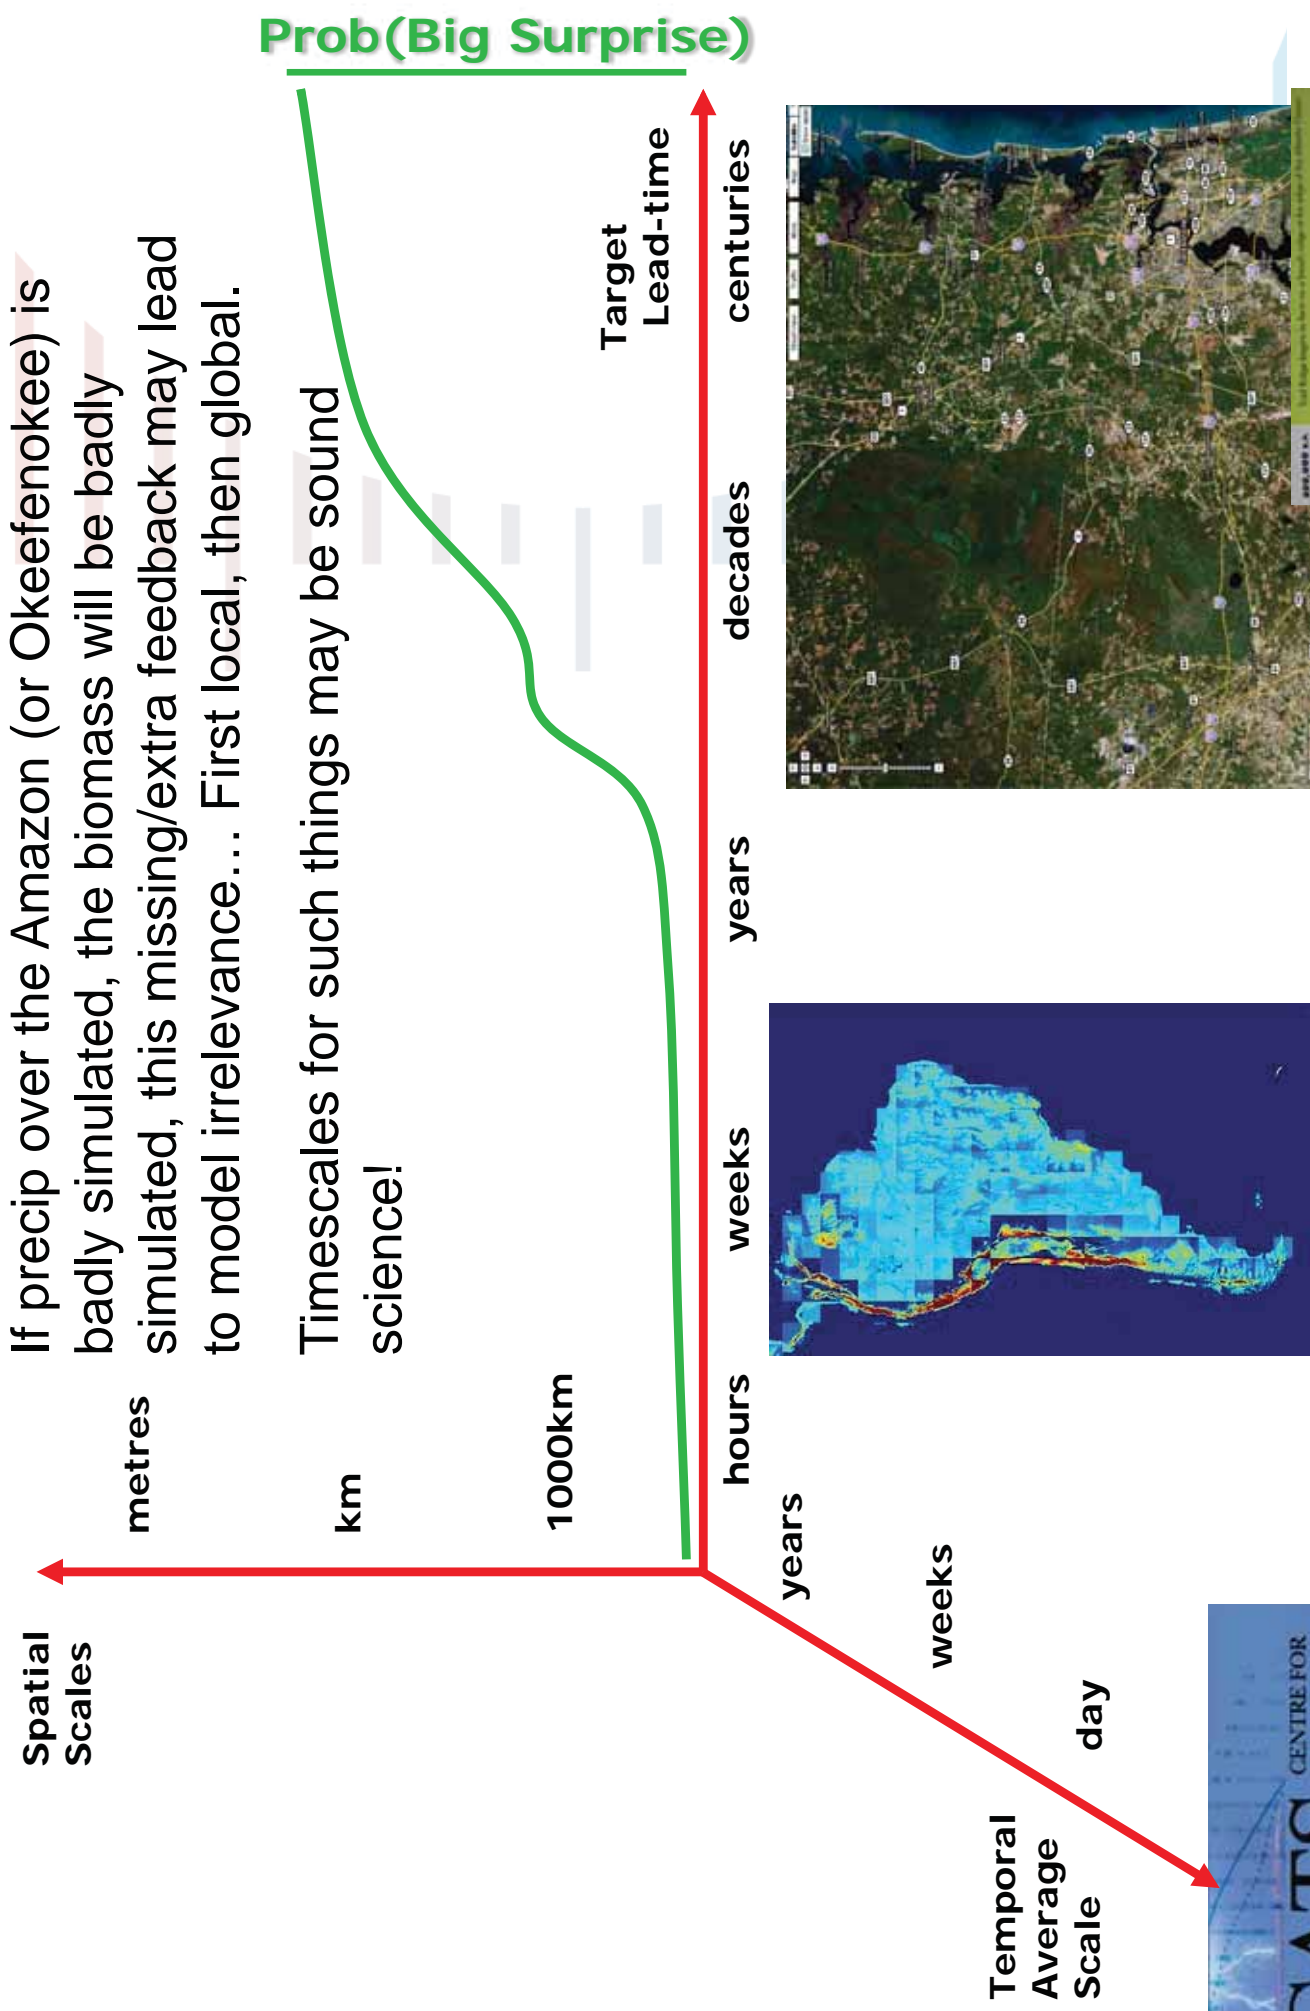 If precip over the Amazon (or Okeefenokee) is
badly simulated, the biomass will be badly
simulated, this missing/extra feedback may lead
to model irrelevance… First local, then global.
Timescales for such things may be sound
science!
Prob(Big Surprise)
Spatial
Scales
metres
km
1000km
Target
Lead-time
hours
weeks
years
decades
centuries
years
weeks
day
Temporal
Average
Scale
CENTRE FOR